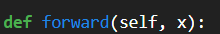 def forward(self, x):